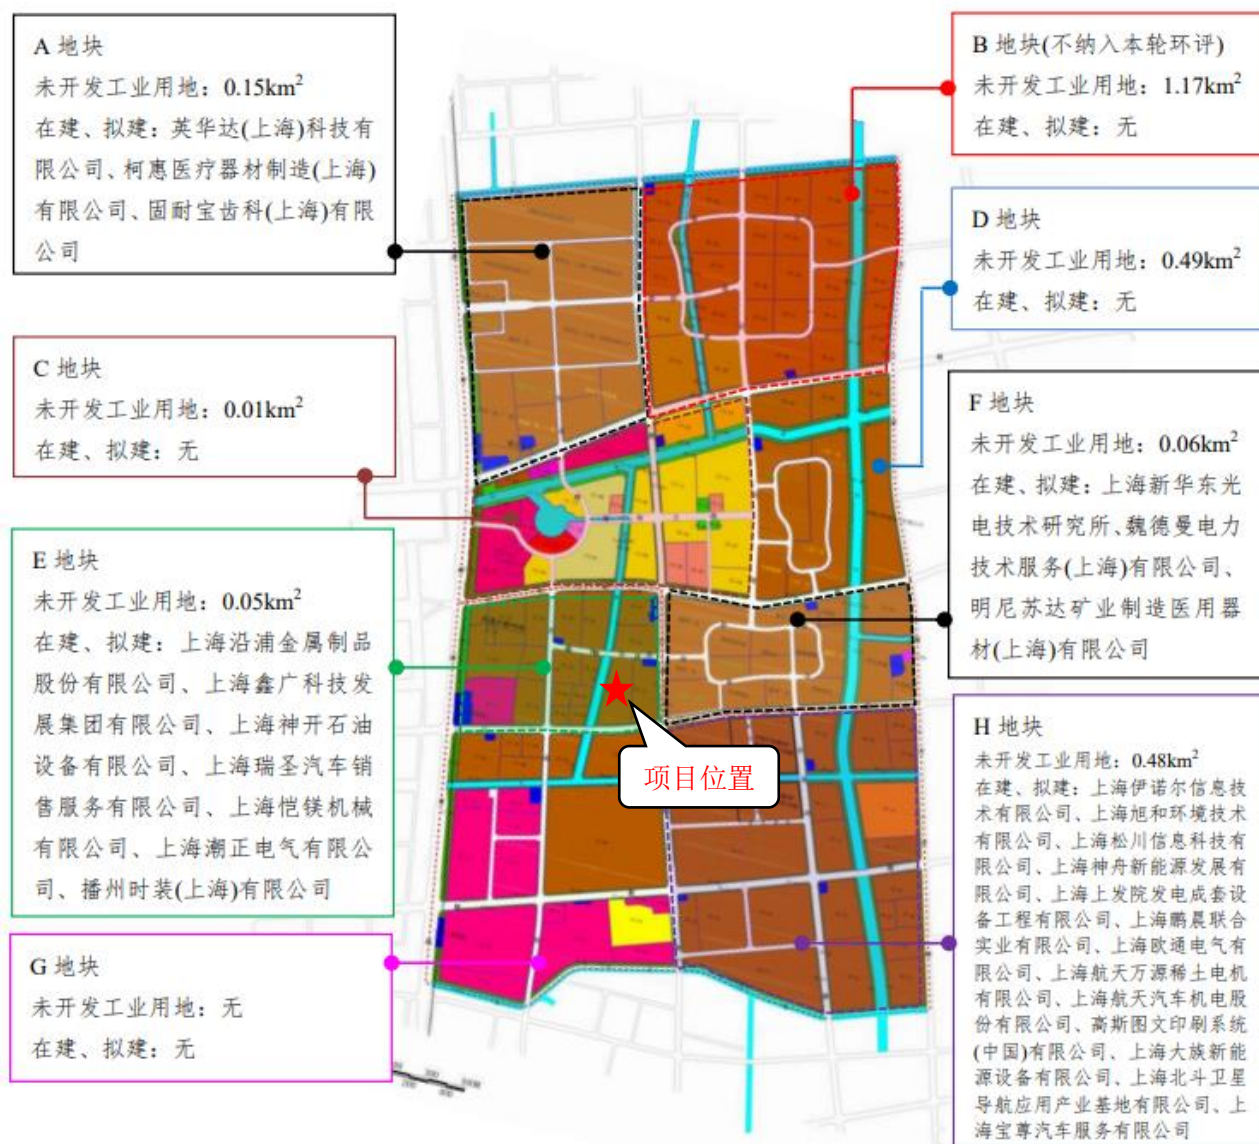 A 地块
未开发工业用地：0.15km²
在建、拟建：英华达(上海)科技有
限公司、柯惠医疗器材制造(上海)
有限公司、固耐宝齿科(上海)有限
公司
B 地块(不纳入本轮环评)
未开发工业用地：1.17km²
在建、拟建：无
D 地块
未开发工业用地：0.49km²
在建、拟建：无
C 地块
未开发工业用地：0.01km²
在建、拟建：无
F 地块
未开发工业用地：0.06km²
在建、拟建：上海新华东光
电技术研究所、魏德曼电力
技术服务(上海)有限公司、
明尼苏达矿业制造医用器
材(上海)有限公司
E 地块
未开发工业用地：0.05km²
在建、拟建：上海沿浦金属制品
股份有限公司、上海鑫广科技发
展集团有限公司、上海神开石油
设备有限公司、上海瑞圣汽车销
售服务有限公司、上海恺镁机械
有限公司、上海潮正电气有限公
司、播州时装(上海)有限公司
项目位置
H 地块
未开发工业用地：0.48km²
在建、拟建：上海伊诺尔信息技
术有限公司、上海旭和环境技术
有限公司、上海松川信息科技有
限公司、上海神舟新能源发展有
限公司、上海上发院发电成套设
备工程有限公司、上海鹏晨联合
实业有限公司、上海欧通电气有
限公司、上海航天万源稀土电机
有限公司、上海航天汽车机电股
份有限公司、高斯图文印刷系统
(中国)有限公司、上海大族新能
源设备有限公司、上海北斗卫星
导航应用产业基地有限公司、上
海宝尊汽车服务有限公司
G 地块
未开发工业用地：无
在建、拟建：无